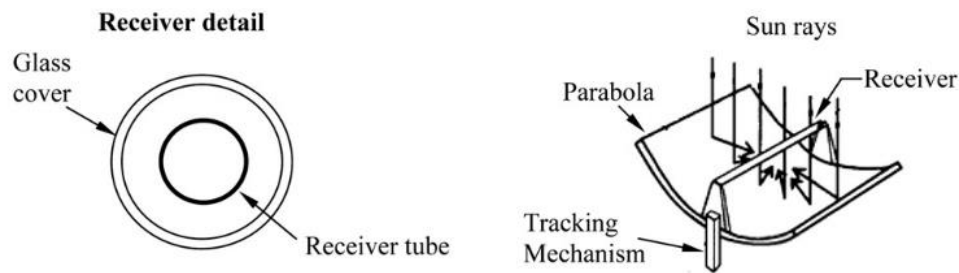 Receiver detail
Glass
cover
Receiver tube
Sun rays
Receiver
Parabola
Tracking
Mechanism